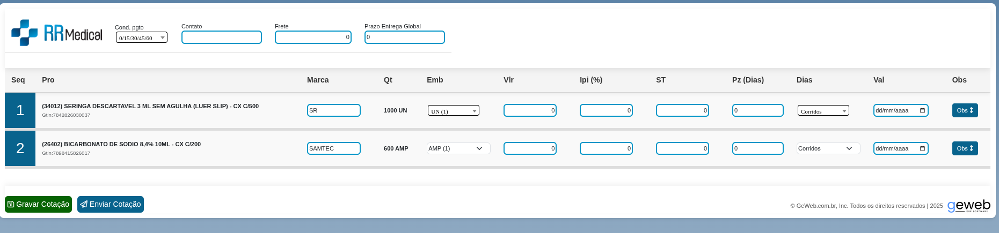 RR Medical
Cond. pgto Contato Frete Prazo Entrega Global
0/15/30/45/60 0 0
Seq Pro Marca Qt Emb Vlr Ipi (%) ST Pz (Dias) Dias Val Obs
1 (34012) SERINGA DESCARTAVEL 3 ML SEM AGULHA (LUER SLIP) - CX C/500 SR 1000 UN UN (1) 0 0 0 0 Corridos dd/mm/aaaa Obs
Gtin:7842826030037
2 (26402) BICARBONATO DE SODIO 8,4% 10ML - CX C/200 SAMTEC 600 AMP AMP (1) 0 0 0 0 Corridos dd/mm/aaaa Obs
Gtin:7898415826017
Gravar Cotação Enviar Cotação © GeWeb.com.br, Inc. Todos os direitos reservados | 2025 geweb
ERP SOFTWARE